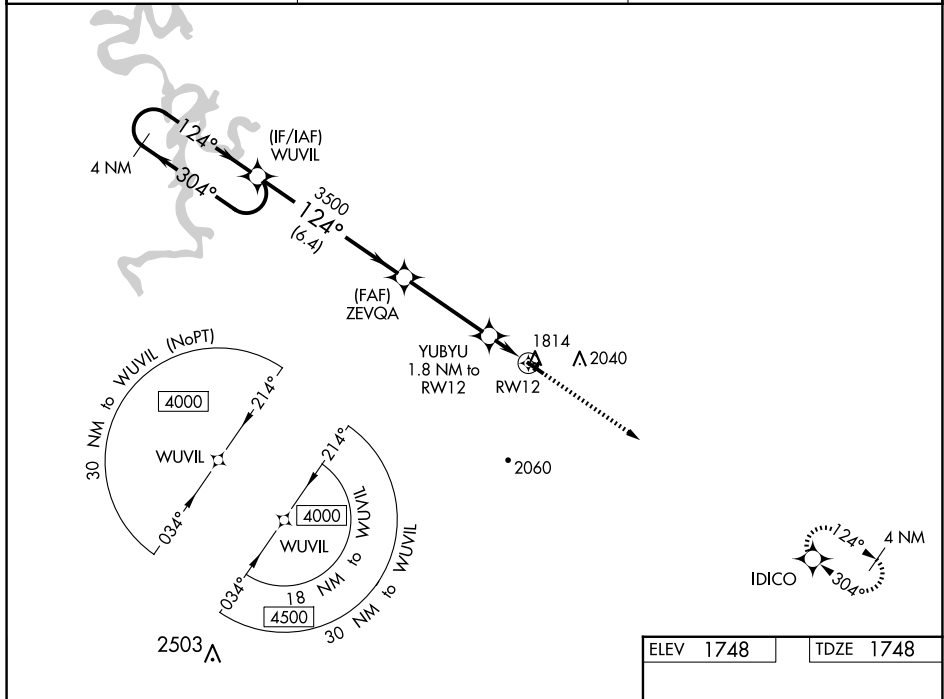 124°
(IF/IAF)
WUVIL
4 NM
304°
3500
124°
(6.4)
(FAF)
ZEVQA
YUBYU
1.8 NM to
RW12
RW12
1814
2040
2060
30 NM to WUVIL (NoPT)
4000
214°
WUVIL
034°
214°
4000
WUVIL
034°
18 NM to WUVIL
4500
30 NM to WUVIL
2503
IDICO
124°
4 NM
304°
ELEV 1748
TDZE 1748